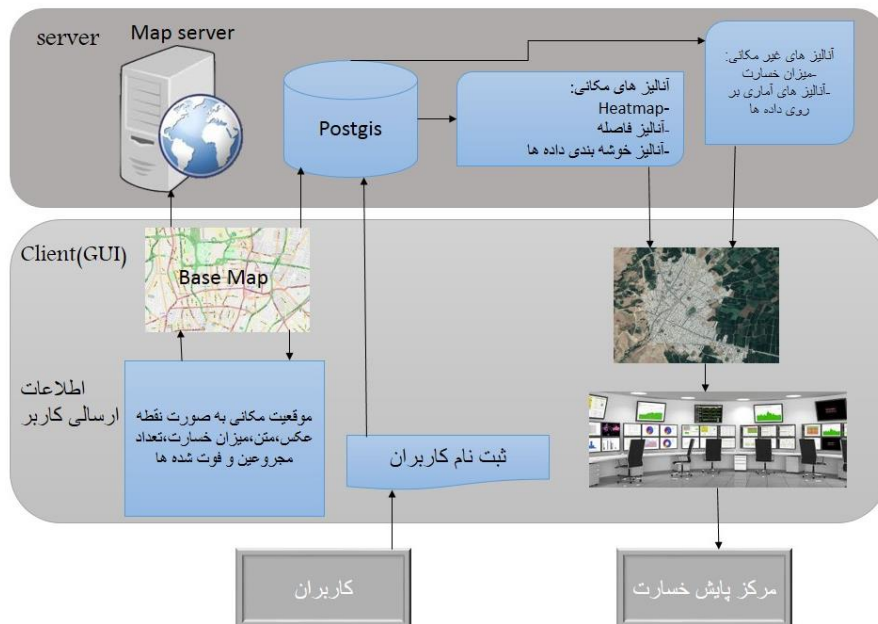 server
Map server
Postgis
آنالیز های مکانی:
-Heatmap
-آنالیز فاصله
-آنالیز خوشه بندی داده ها
آنالیز های غیر مکانی:
-میزان خسارت
-آنالیز های آماری بر
روی داده ها
Client(GUI)
Base Map
اطلاعات
ارسالی کاربر
موقعیت مکانی به صورت نقطه
عکس،متن،میزان خسارت،تعداد
مجروعین و فوت شده ها
ثبت نام کاربران
کاربران
مرکز پایش خسارت